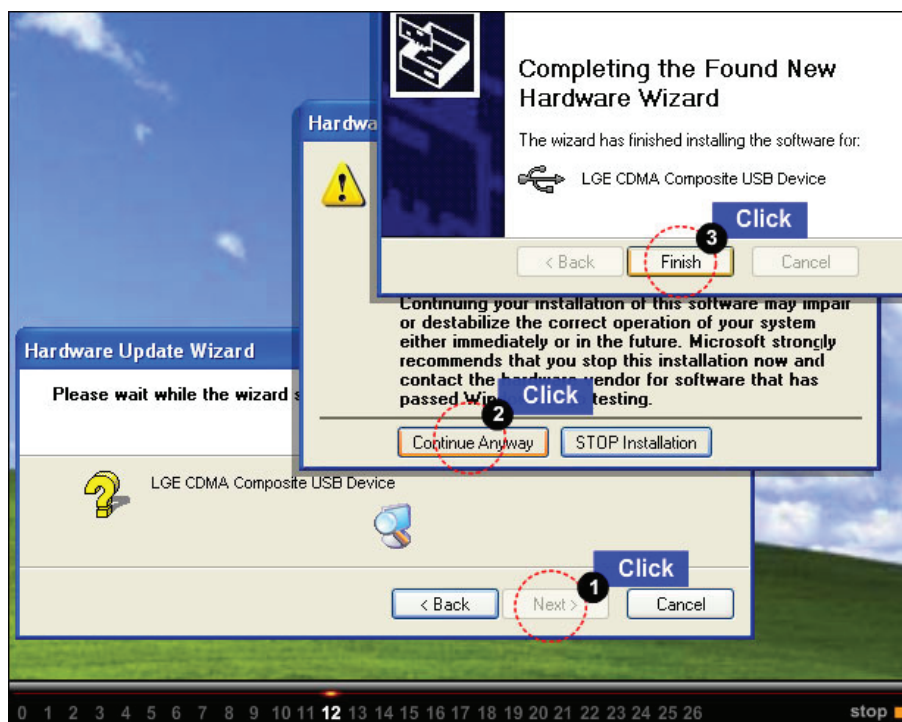 Completing the Found New
Hardware Wizard
The wizard has finished installing the software for:
LGE CDMA Composite USB Device
Click
3
< Back Finish Cancel
Hardwa
Continuing your installation of this software may impair
or destabilize the correct operation of your system
either immediately or in the future. Microsoft strongly
recommends that you stop this installation now and
contact the hardware vendor for software that has
passed testing.
Click
2
Continue Anyway STOP Installation
Hardware Update Wizard
Please wait while the wizard
LGE CDMA Composite USB Device
Click
1
< Back Next > Cancel
0 1 2 3 4 5 6 7 8 9 10 11 12 13 14 15 16 17 18 19 20 21 22 23 24 25 26 stop